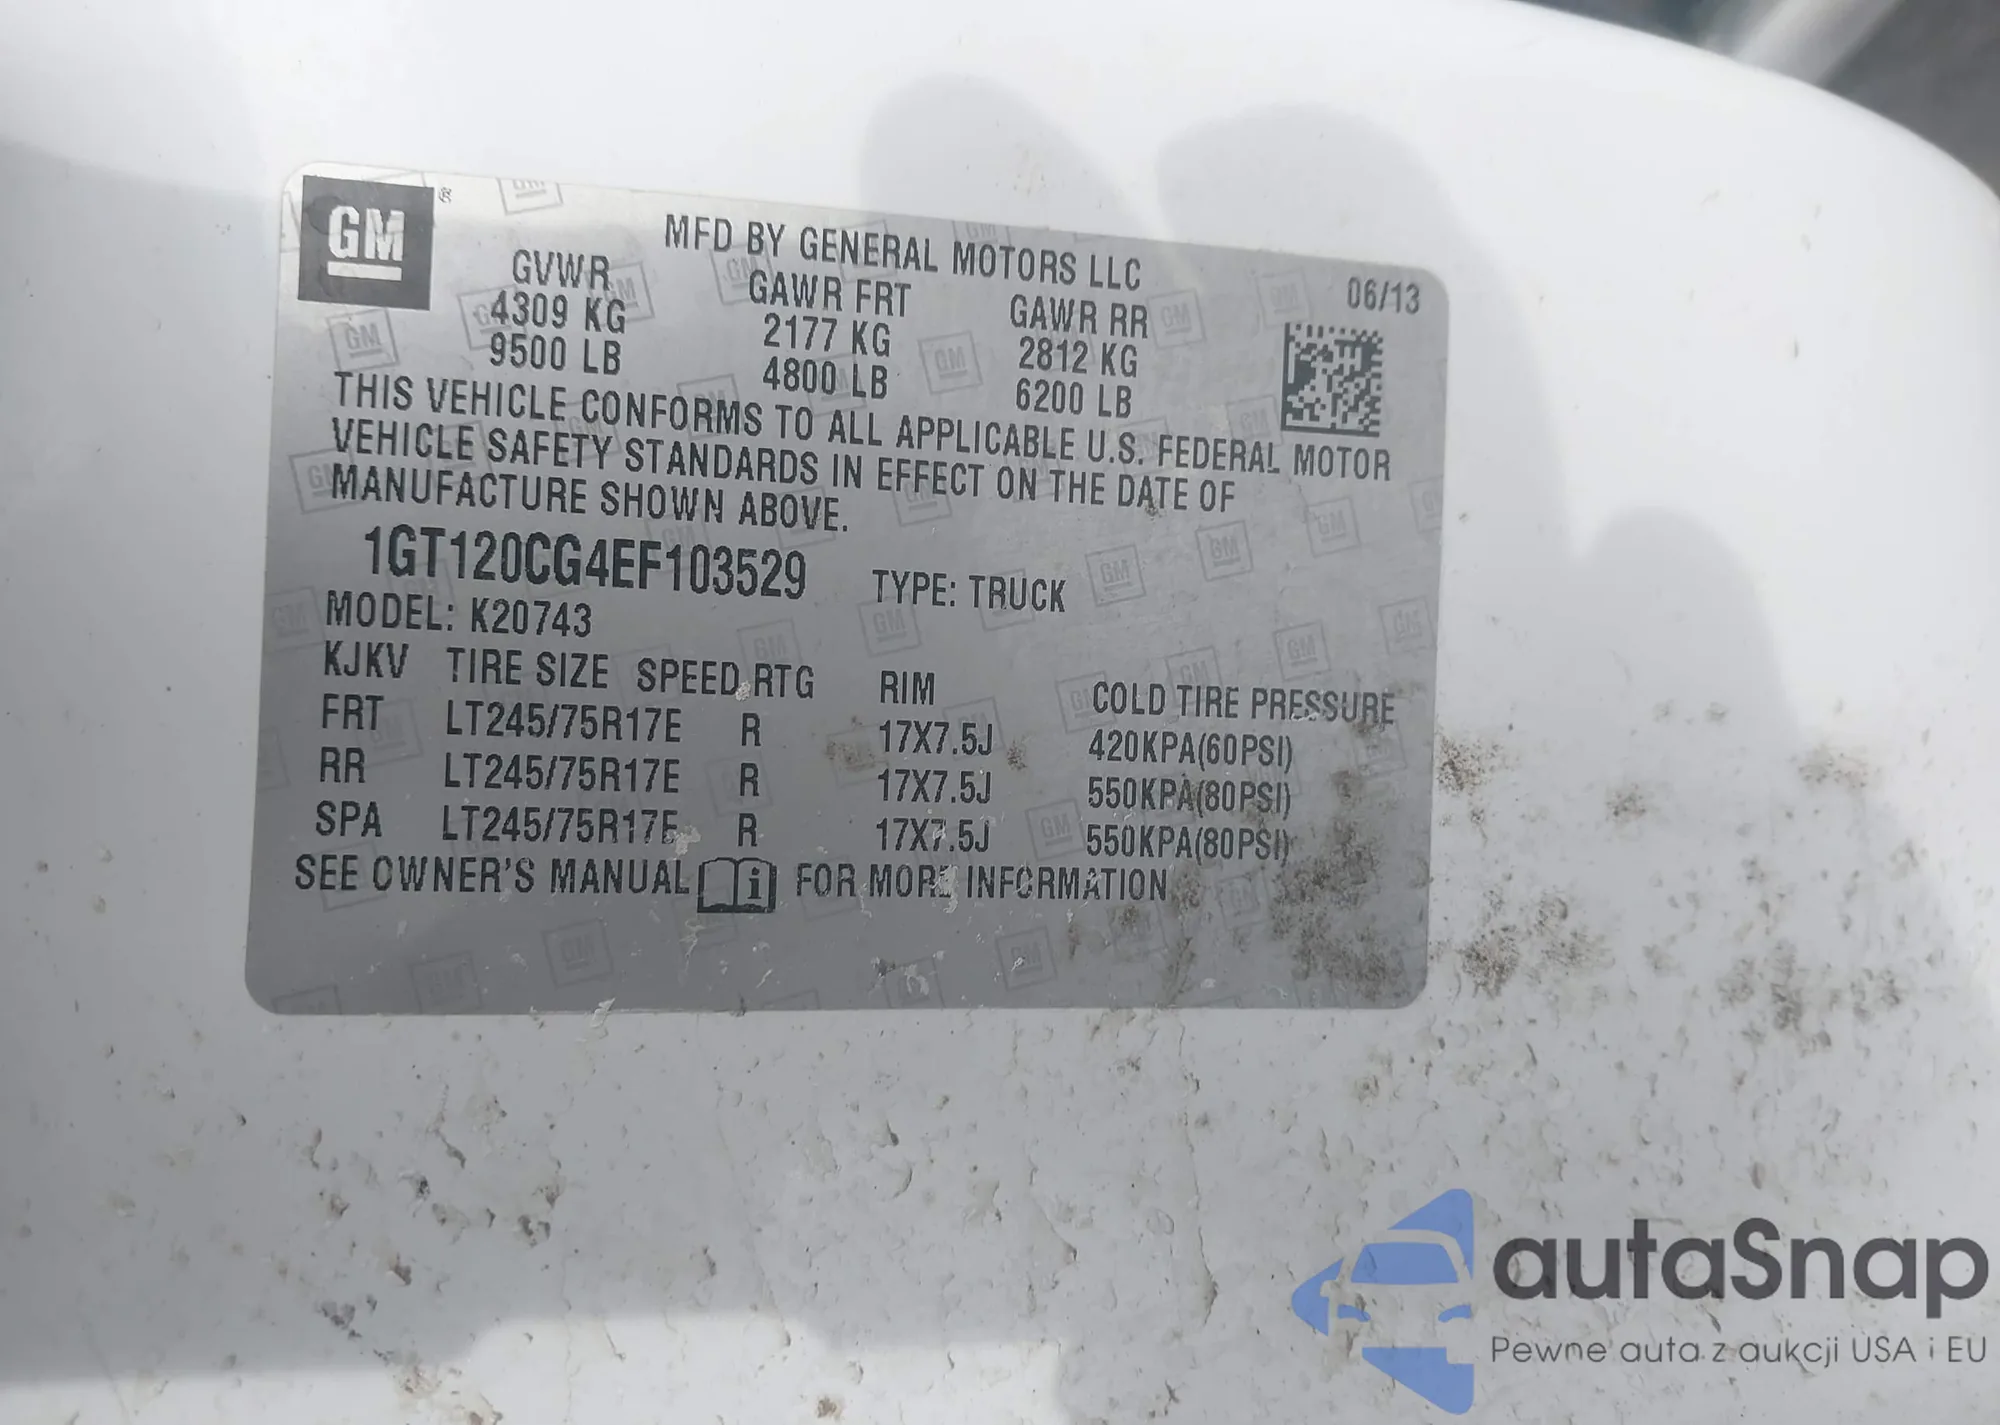 GM ®
MFD BY GENERAL MOTORS LLC
06/13
GVWR GAWR FRT GAWR RR
4309 KG 2177 KG 2812 KG
9500 LB 4800 LB 6200 LB
THIS VEHICLE CONFORMS TO ALL APPLICABLE U.S. FEDERAL MOTOR
VEHICLE SAFETY STANDARDS IN EFFECT ON THE DATE OF
MANUFACTURE SHOWN ABOVE.
1GT120CG4EF103529 TYPE: TRUCK
MODEL: K20743
KJKV TIRE SIZE SPEED RTG RIM COLD TIRE PRESSURE
FRT LT245/75R17E R 17X7.5J 420KPA(60PSI)
RR LT245/75R17E R 17X7.5J 550KPA(80PSI)
SPA LT245/75R17E R 17X7.5J 550KPA(80PSI)
SEE OWNER'S MANUAL i FOR MORE INFORMATION
autaSnap
Pewne auta z aukcji USA i EU